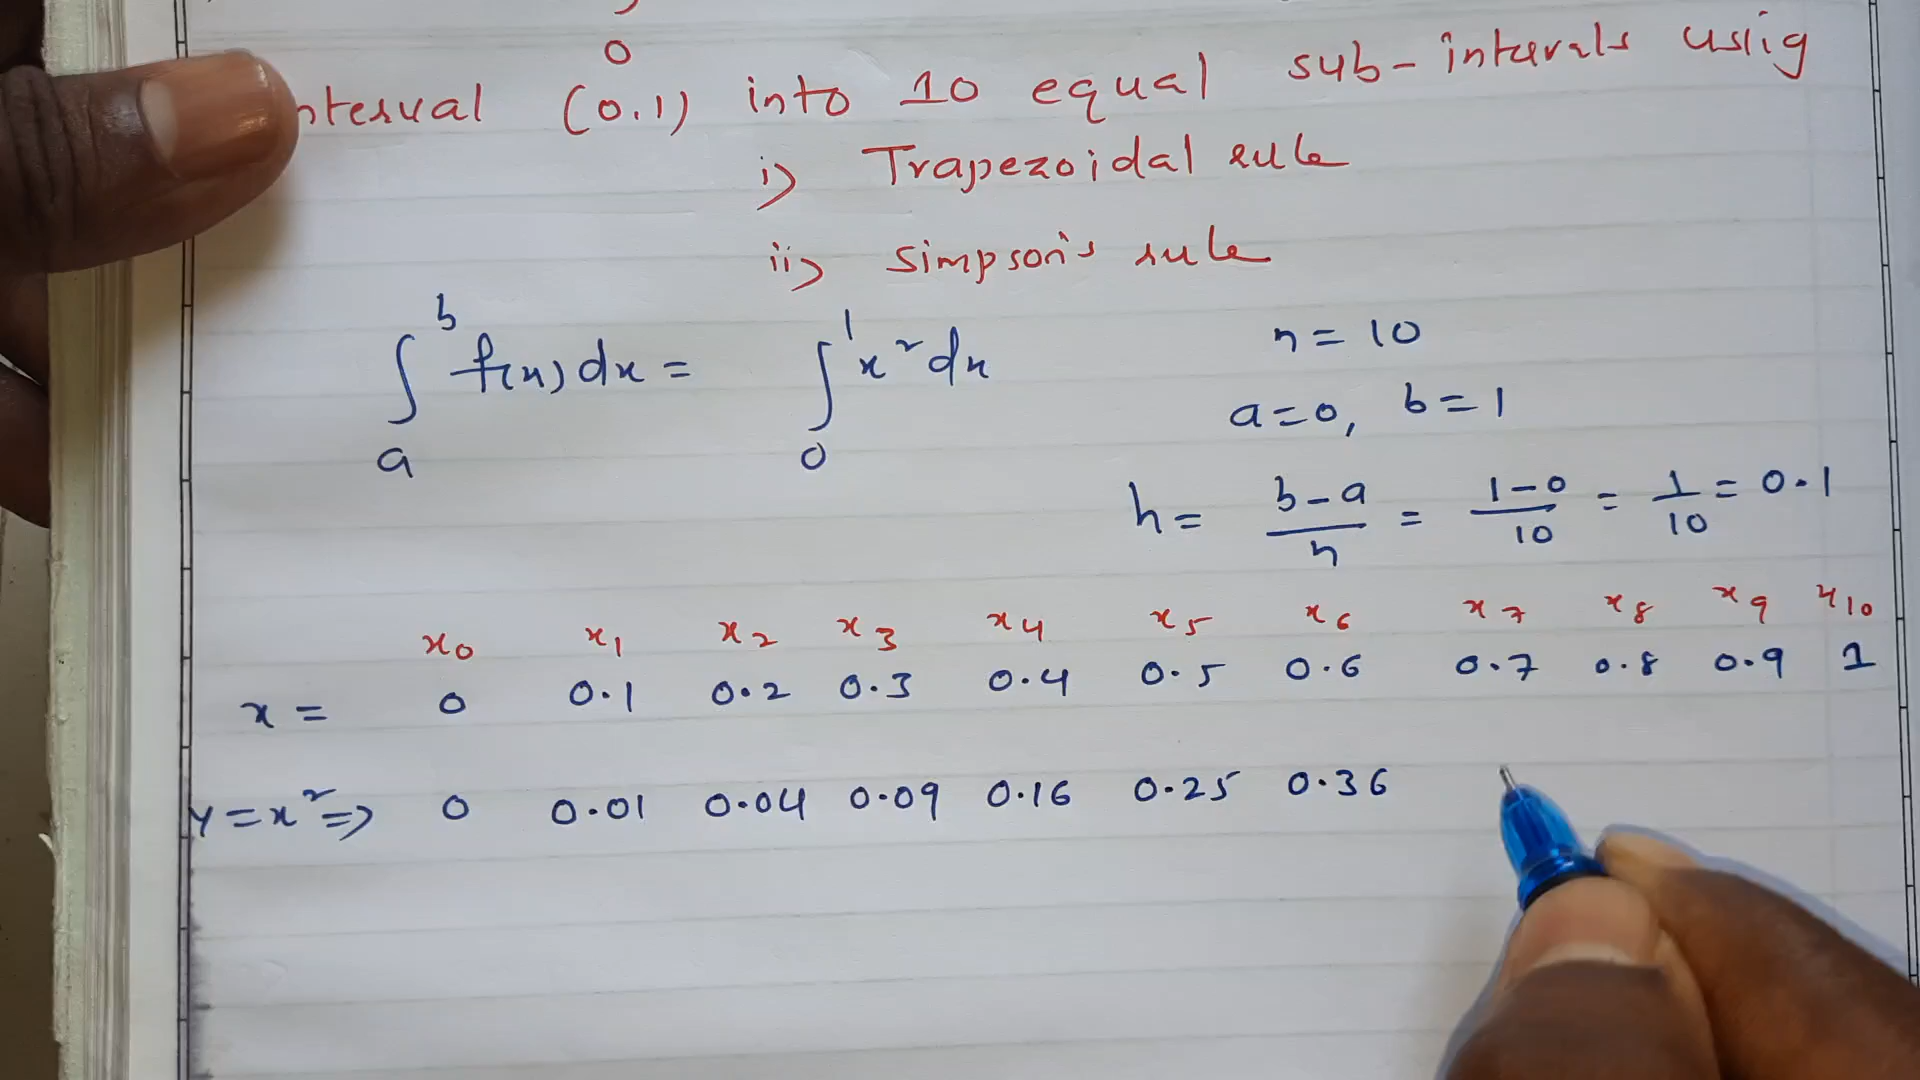 0
nterval (0.1) into 10 equal sub-intervals usiig
i) Trapezoidal rule
ii) Simpson's rule
∫ₐᵇ f(x) dx = ∫₀¹ x² dx
n = 10
a=0, b=1
h = (b-a)/n = (1-0)/10 = 1/10 = 0.1
x₀ x₁ x₂ x₃ x₄ x₅ x₆ x₇ x₈ x₉ x₁₀
x = 0 0.1 0.2 0.3 0.4 0.5 0.6 0.7 0.8 0.9 1
y = x² => 0 0.01 0.04 0.09 0.16 0.25 0.36